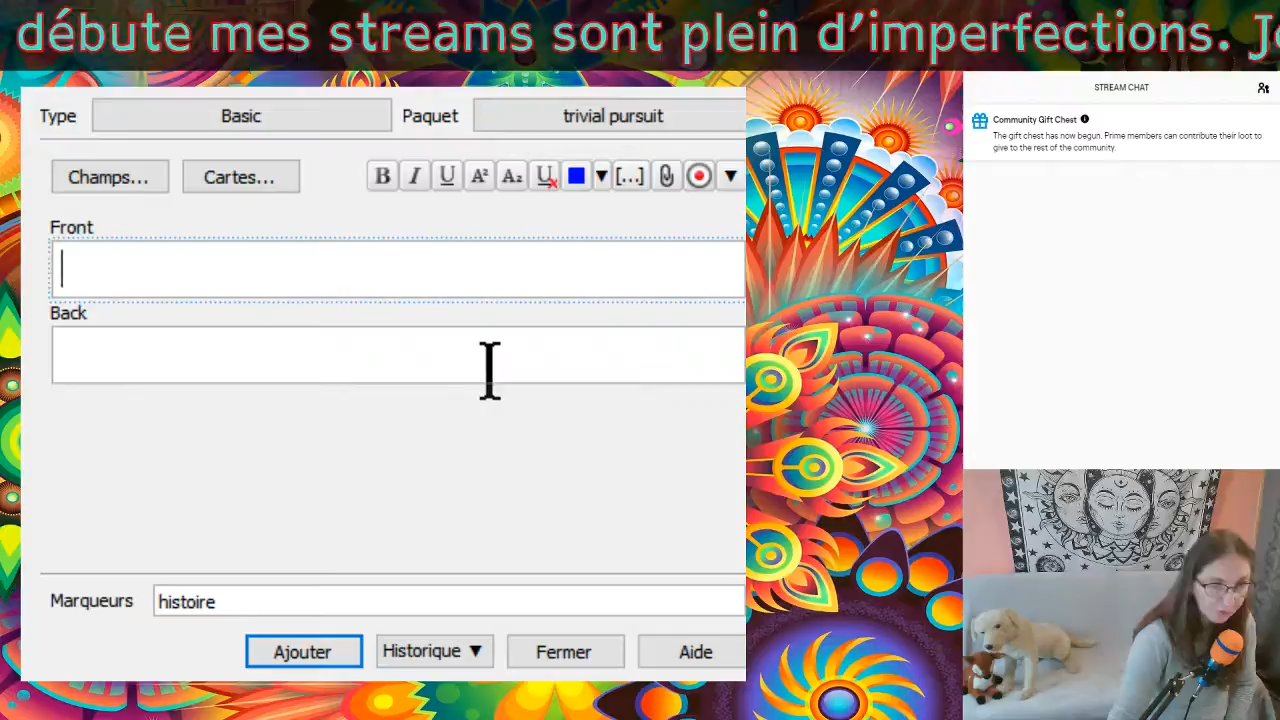 débute mes streams sont plein d’imperfections. Je
Type Basic Paquet trivial pursuit
Champs... Cartes... B I U A² A₂ U [...]
Front
Back
Marqueurs histoire
Ajouter Historique ▼ Fermer Aide
STREAM CHAT
Community Gift Chest
The gift chest has now begun. Prime members can contribute their loot to
give to the rest of the community.